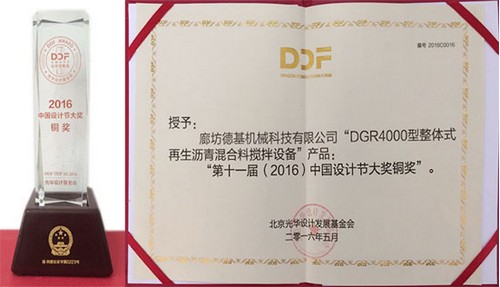 DDF AWARD
DDF
2016
中国设计节大奖
铜奖
DDF
编号 2016C0016
授予：
廊坊德基机械科技有限公司“DGR4000型整体式
再生沥青混合料搅拌设备”产品：
“第十一届（2016）中国设计节大奖铜奖”。
北京光华设计发展基金会
二〇一六年五月